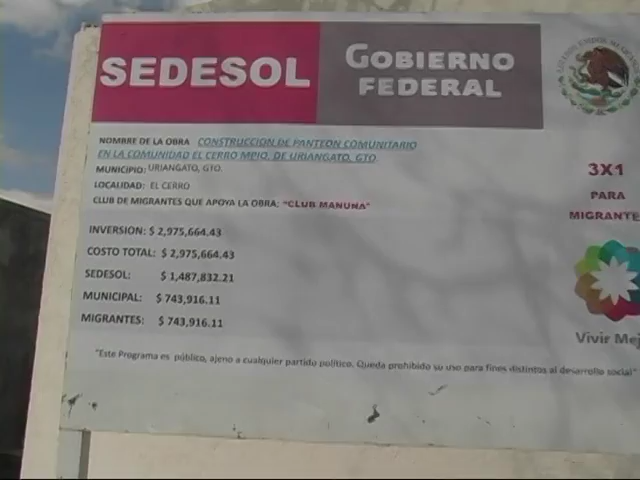 SEDESOL
GOBIERNO
FEDERAL
NOMBRE DE LA OBRA CONSTRUCCION DE PANTEON COMUNITARIO
EN LA COMUNIDAD EL CERRO MPIO, DE URIANGATO, GTO.
MUNICIPIO: URIANGATO, GTO.
LOCALIDAD: EL CERRO
CLUB DE MIGRANTES QUE APOYA LA OBRA: "CLUB MANUNA"
INVERSION: $ 2,975,664.43
COSTO TOTAL: $ 2,975,664.43
SEDESOL: $ 1,487,832.21
MUNICIPAL: $ 743,916.11
MIGRANTES: $ 743,916.11
3X1
PARA
MIGRANTE
Vivir Mej
"Este Programa es público, ajeno a cualquier partido político. Queda prohibido su uso para fines distintos al desarrollo social"